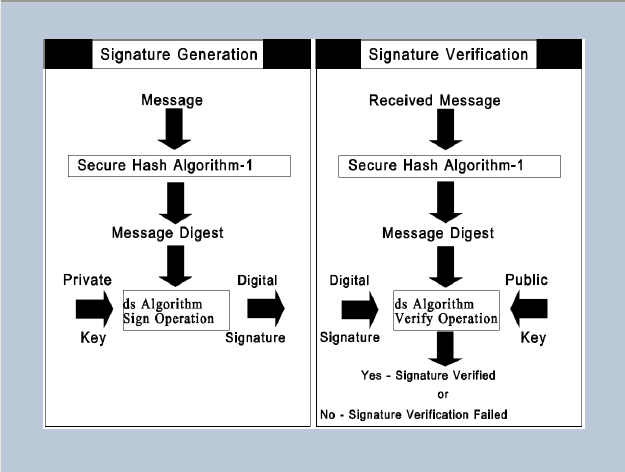 Signature Generation
Message
Secure Hash Algorithm-1
Message Digest
Private
Key
ds Algorithm
Sign Operation
Digital
Signature
Signature Verification
Received Message
Secure Hash Algorithm-1
Message Digest
Digital
Signature
ds Algorithm
Verify Operation
Public
Key
Yes - Signature Verified
or
No - Signature Verification Failed